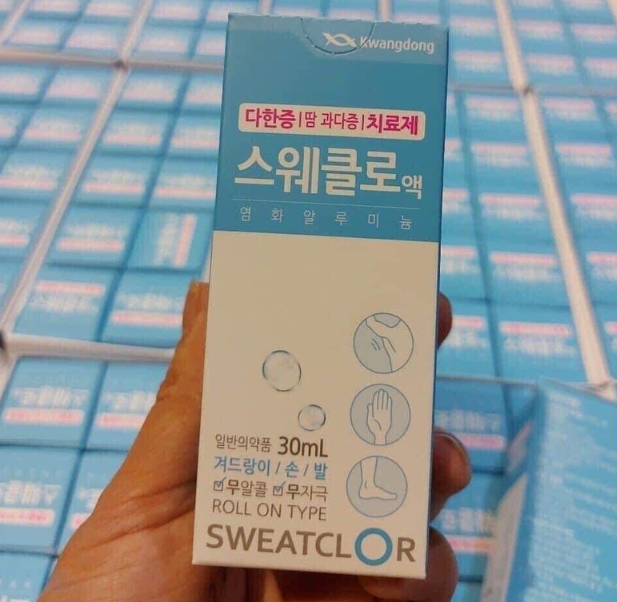 Kwangdong
다한증|땀 과다증|치료제
스웨클로액
염화알루미늄
일반의약품 30mL
겨드랑이 / 손 / 발
☑무알콜 ☑무자극
ROLL ON TYPE
SWEATCLOR